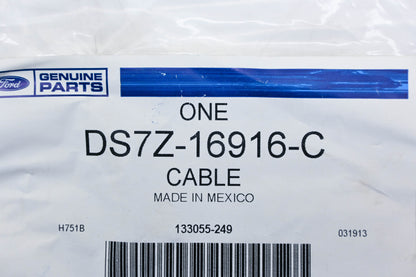 Ford
GENUINE
PARTS
ONE
DS7Z-16916-C
CABLE
MADE IN MEXICO
H751B 133055-249 031913